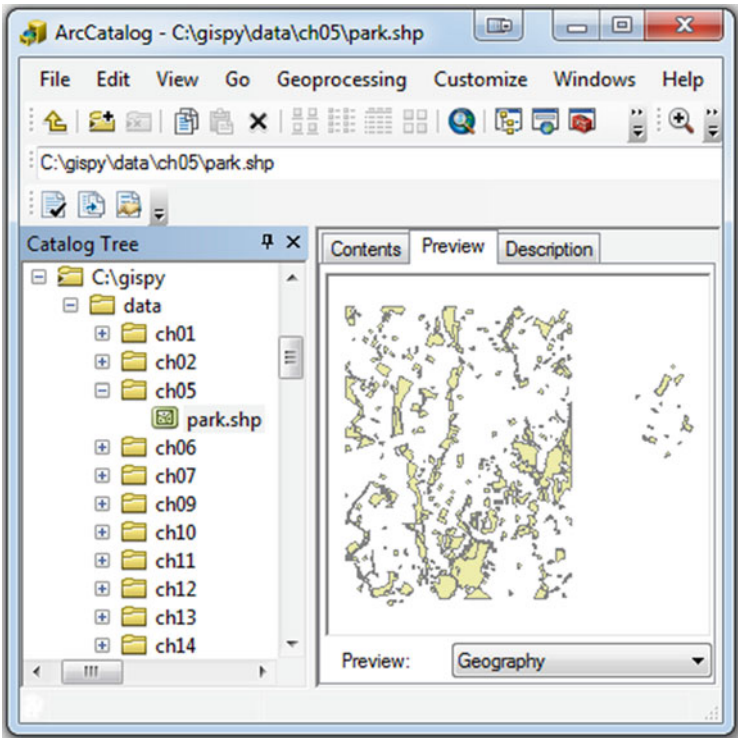 ArcCatalog - C:\gispy\data\ch05\park.shp
File Edit View Go Geoprocessing Customize Windows Help
C:\gispy\data\ch05\park.shp
Catalog Tree
C:\gispy
data
ch01
ch02
ch05
park.shp
ch06
ch07
ch09
ch10
ch11
ch12
ch13
ch14
Contents Preview Description
Preview: Geography